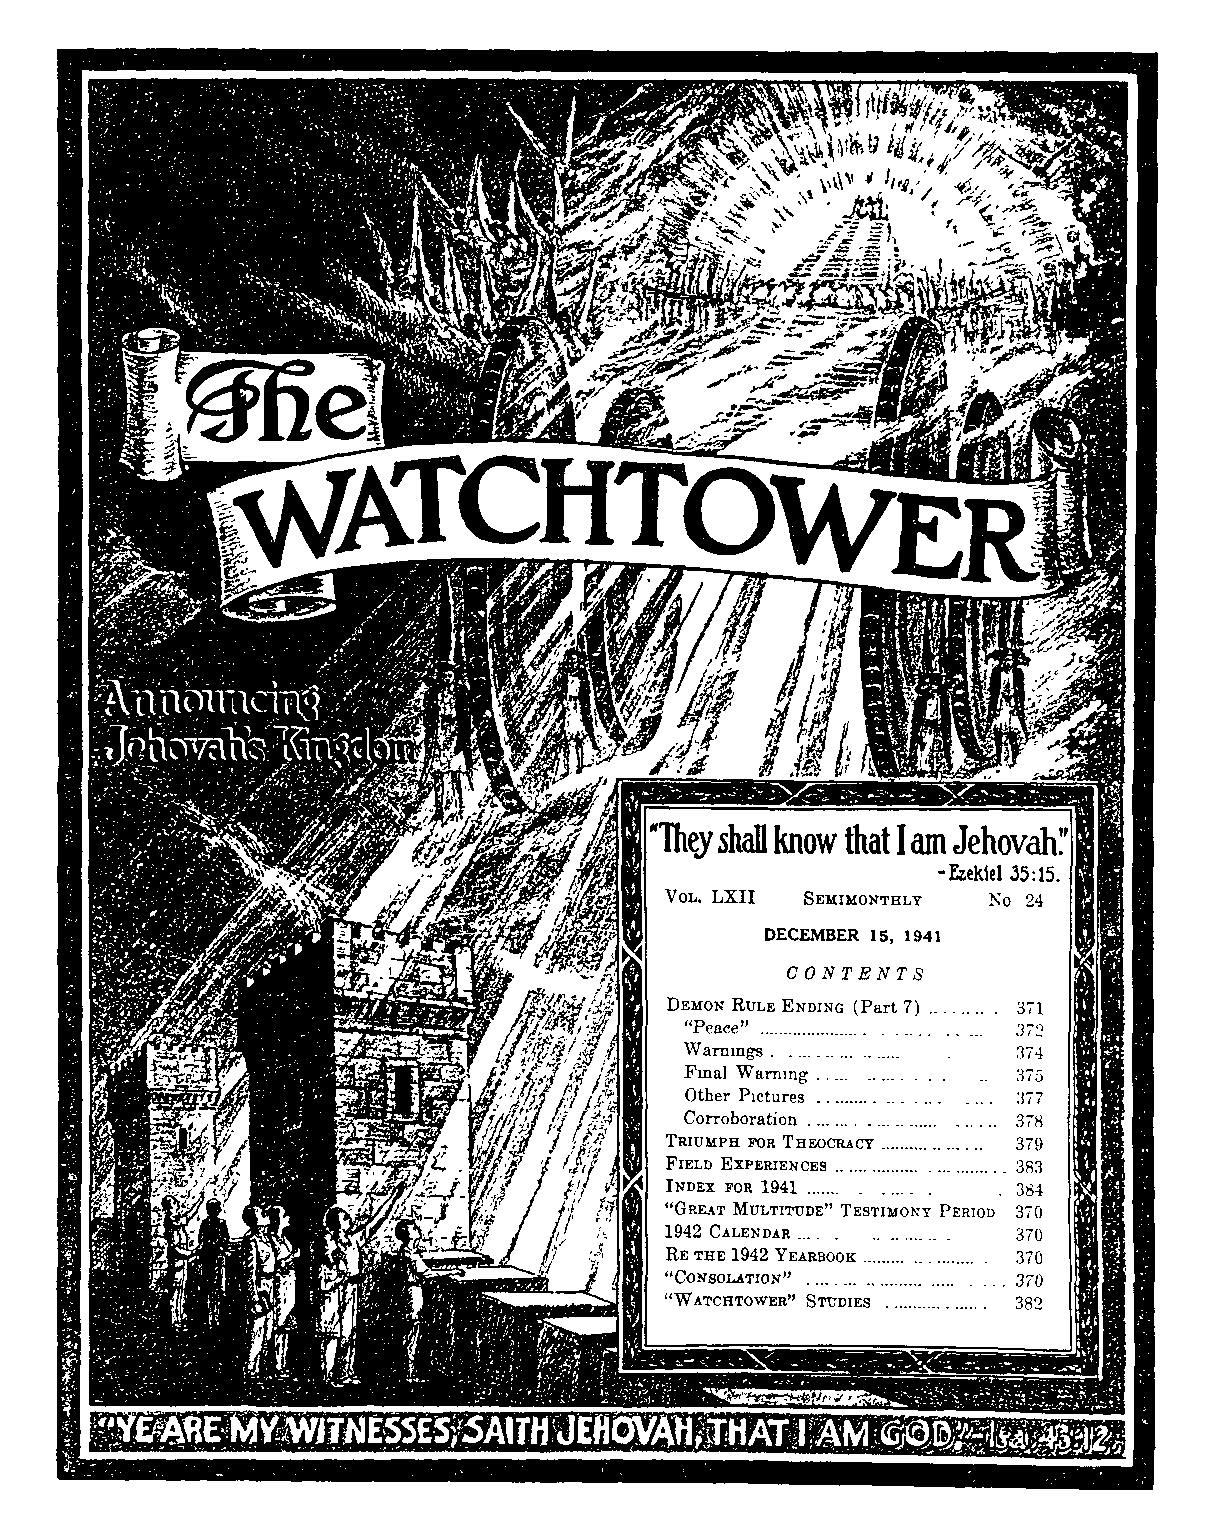 The
WATCHTOWER
Announcing
Jehovah's Kingdom
"They shall know that I am Jehovah."
-Ezekiel 35:15.
VOL. LXII SEMIMONTHLY No 24
DECEMBER 15, 1941
CONTENTS
DEMON RULE ENDING (Part 7) 371
"Peace" 372
Warnings 374
Final Warning 375
Other Pictures 377
Corroboration 378
TRIUMPH FOR THEOCRACY 379
FIELD EXPERIENCES 383
INDEX FOR 1941 384
"GREAT MULTITUDE" TESTIMONY PERIOD 370
1942 CALENDAR 370
RE THE 1942 YEARBOOK 370
"CONSOLATION" 370
"WATCHTOWER" STUDIES 382
"YE ARE MY WITNESSES, SAITH JEHOVAH, THAT I AM GOD."-Isa. 43:12.